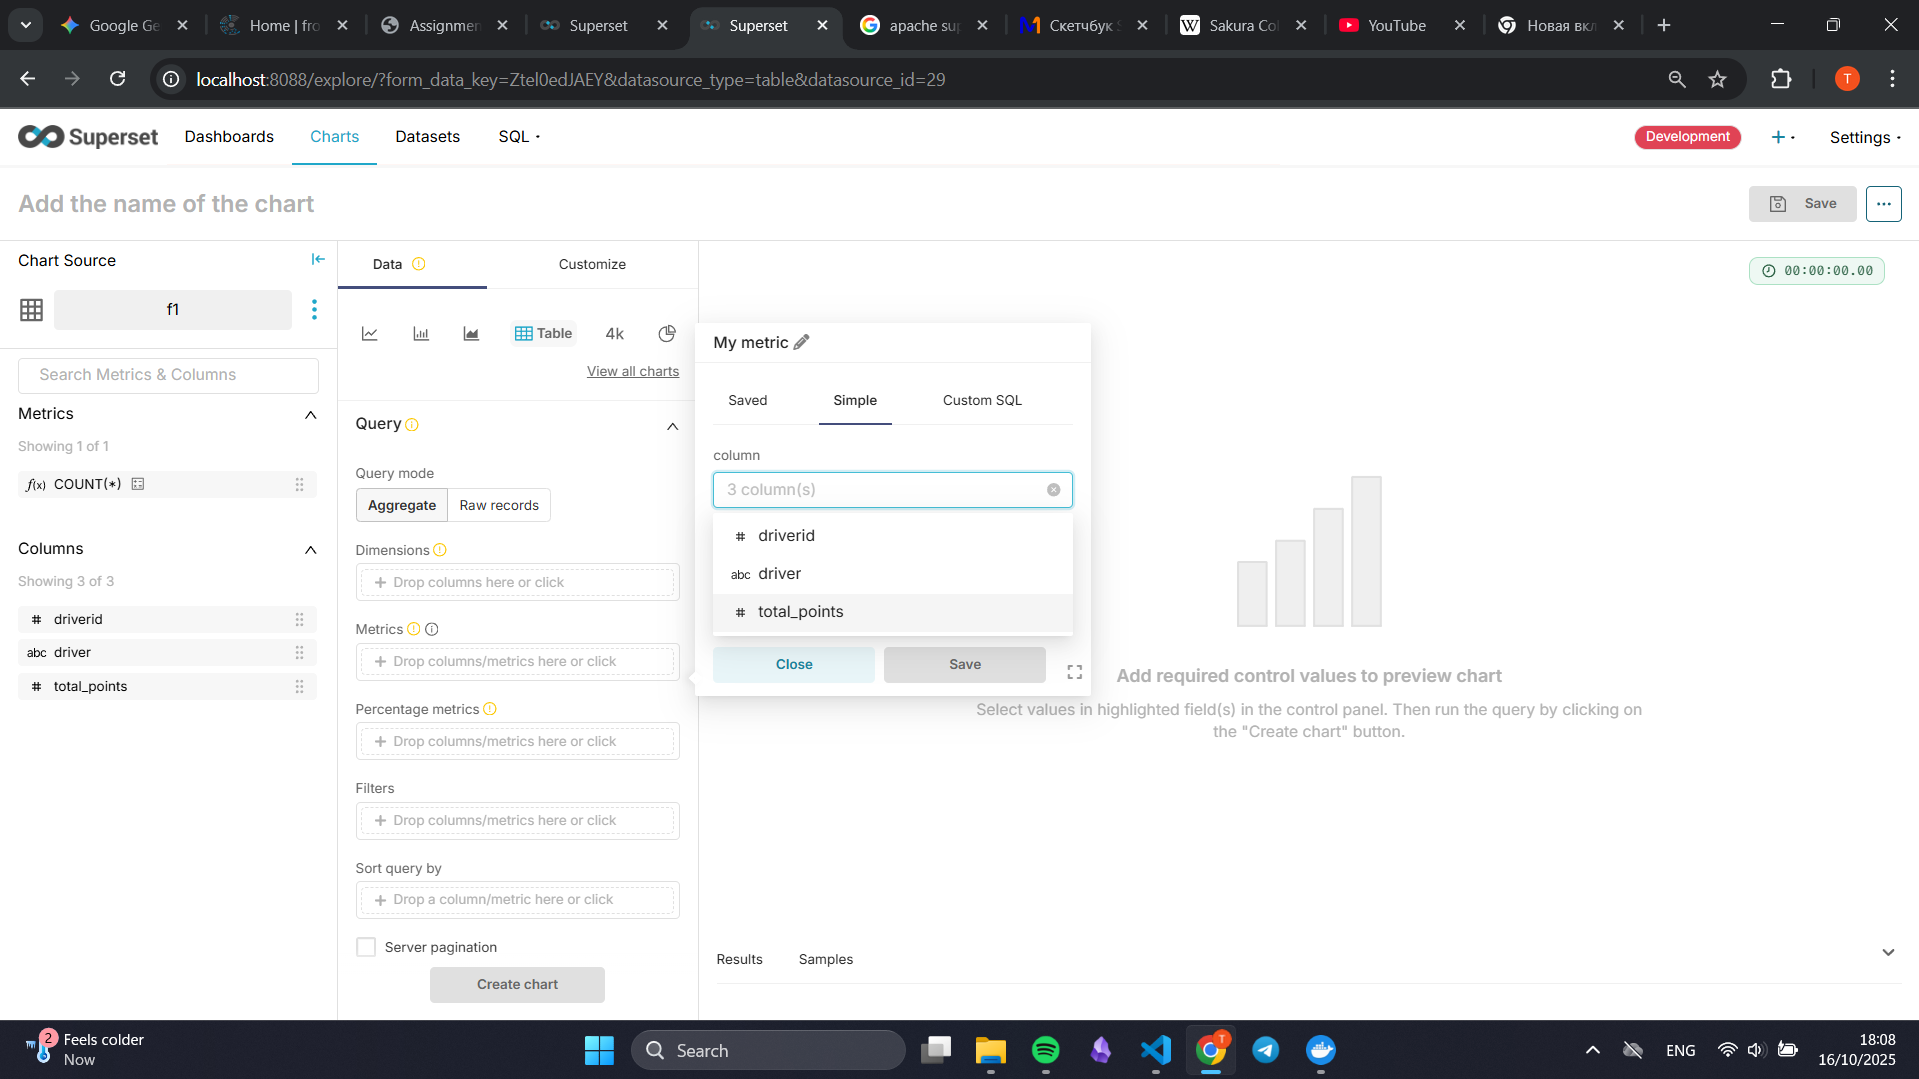 Google Ge
Home | fro
Assignmen
Superset
Superset
apache sup
Скетчбук S
Sakura Col
YouTube
Новая вкл
localhost:8088/explore/?form_data_key=Ztel0edJAEY&datasource_type=table&datasource_id=29
T
Superset
Dashboards
Charts
Datasets
SQL
Development
Settings
Add the name of the chart
Save
Chart Source
Data
Customize
00:00:00.00
f1
Table
4k
View all charts
Search Metrics & Columns
Metrics
Showing 1 of 1
f(x) COUNT(*)
Columns
Showing 3 of 3
# driverid
abc driver
# total_points
Query
Query mode
Aggregate
Raw records
Dimensions
Drop columns here or click
Metrics
Drop columns/metrics here or click
Percentage metrics
Drop columns/metrics here or click
Filters
Drop columns/metrics here or click
Sort query by
Drop a column/metric here or click
Server pagination
Create chart
My metric
Saved
Simple
Custom SQL
column
3 column(s)
# driverid
abc driver
# total_points
Close
Save
Add required control values to preview chart
Select values in highlighted field(s) in the control panel. Then run the query by clicking on
the "Create chart" button.
Results
Samples
2
Feels colder
Now
Search
T
ENG
18:08
16/10/2025